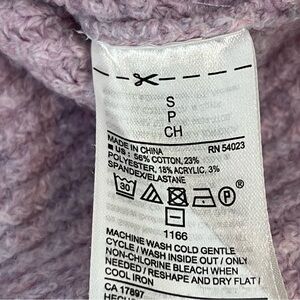 S
P
CH
MADE IN CHINA RN 54023
■ US: 56% COTTON, 23%
POLYESTER, 18% ACRYLIC, 3%
SPANDEX/ELASTANE
30 P
1166
MACHINE WASH COLD GENTLE
CYCLE / WASH INSIDE OUT / ONLY
NON-CHLORINE BLEACH WHEN
NEEDED / RESHAPE AND DRY FLAT /
COOL IRON
CA 17897